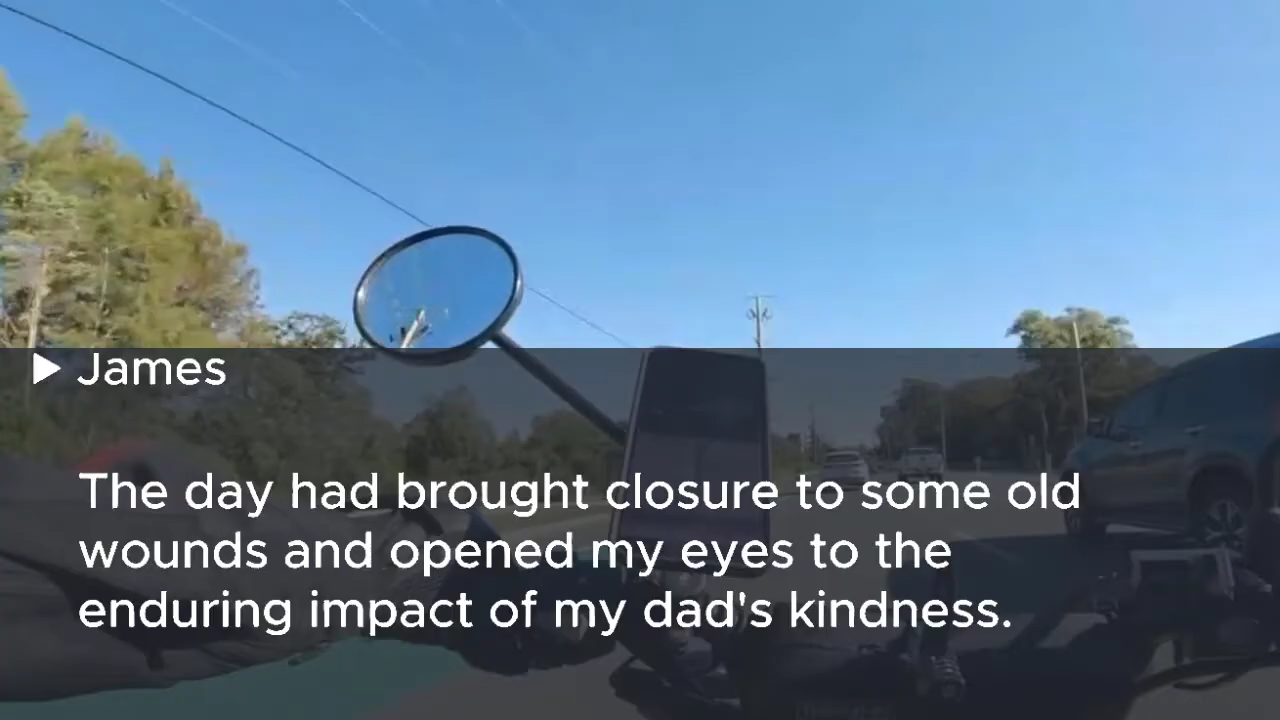 James
The day had brought closure to some old
wounds and opened my eyes to the
enduring impact of my dad's kindness.